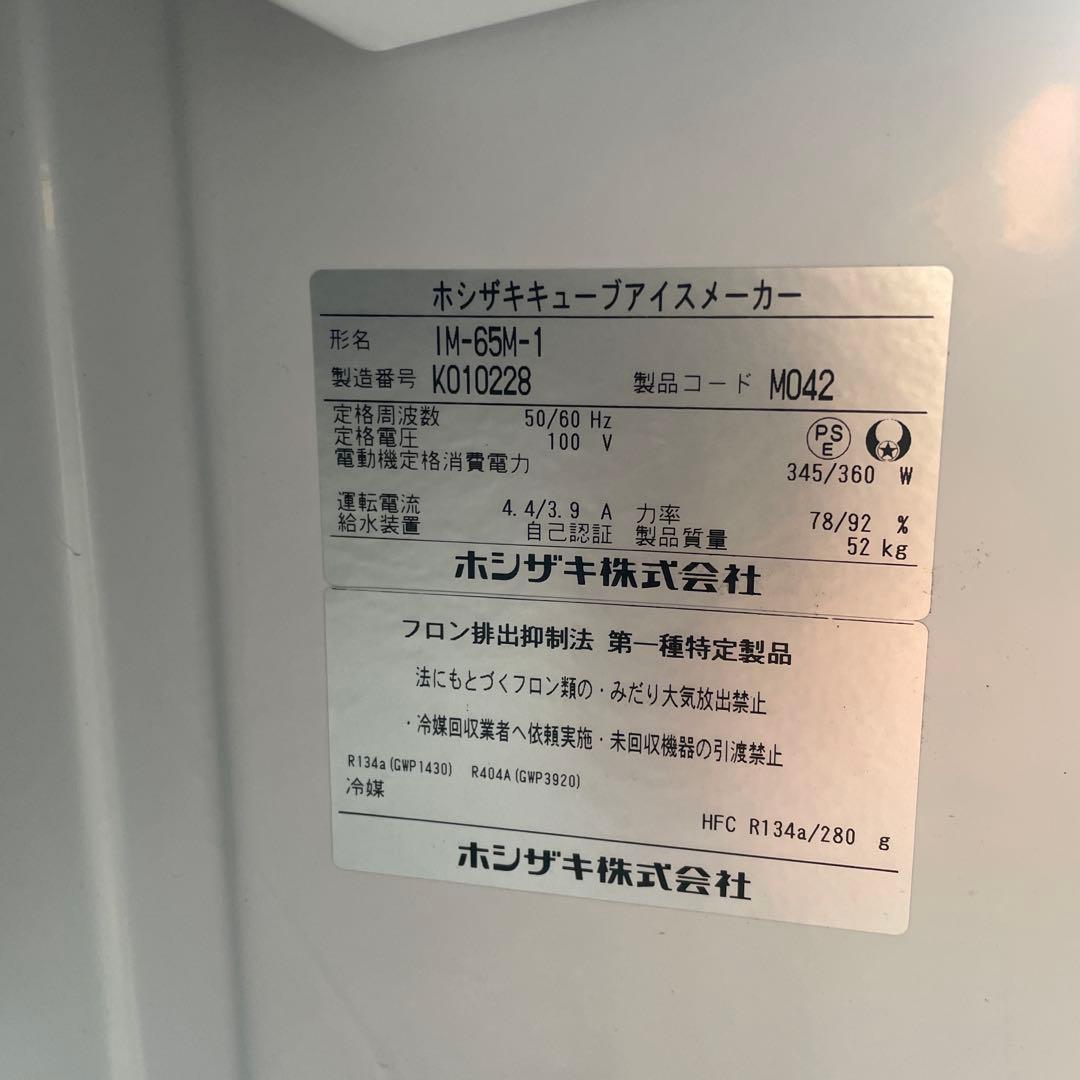 ホシザキキューブアイスメーカー
形名 IM-65M-1
製造番号 K010228 製品コード M042
定格周波数 50/60 Hz
定格電圧 100 V
PS E
電動機定格消費電力 345/360 W
運転電流 4.4/3.9 A 力率 78/92 %
給水装置 自己認証 製品質量 52 kg
ホシザキ株式会社
フロン排出抑制法 第一種特定製品
法にもとづくフロン類の・みだり大気放出禁止
・冷媒回収業者へ依頼実施・未回収機器の引渡禁止
R134a(GWP1430) R404A(GWP3920)
冷媒
HFC R134a/280 g
ホシザキ株式会社